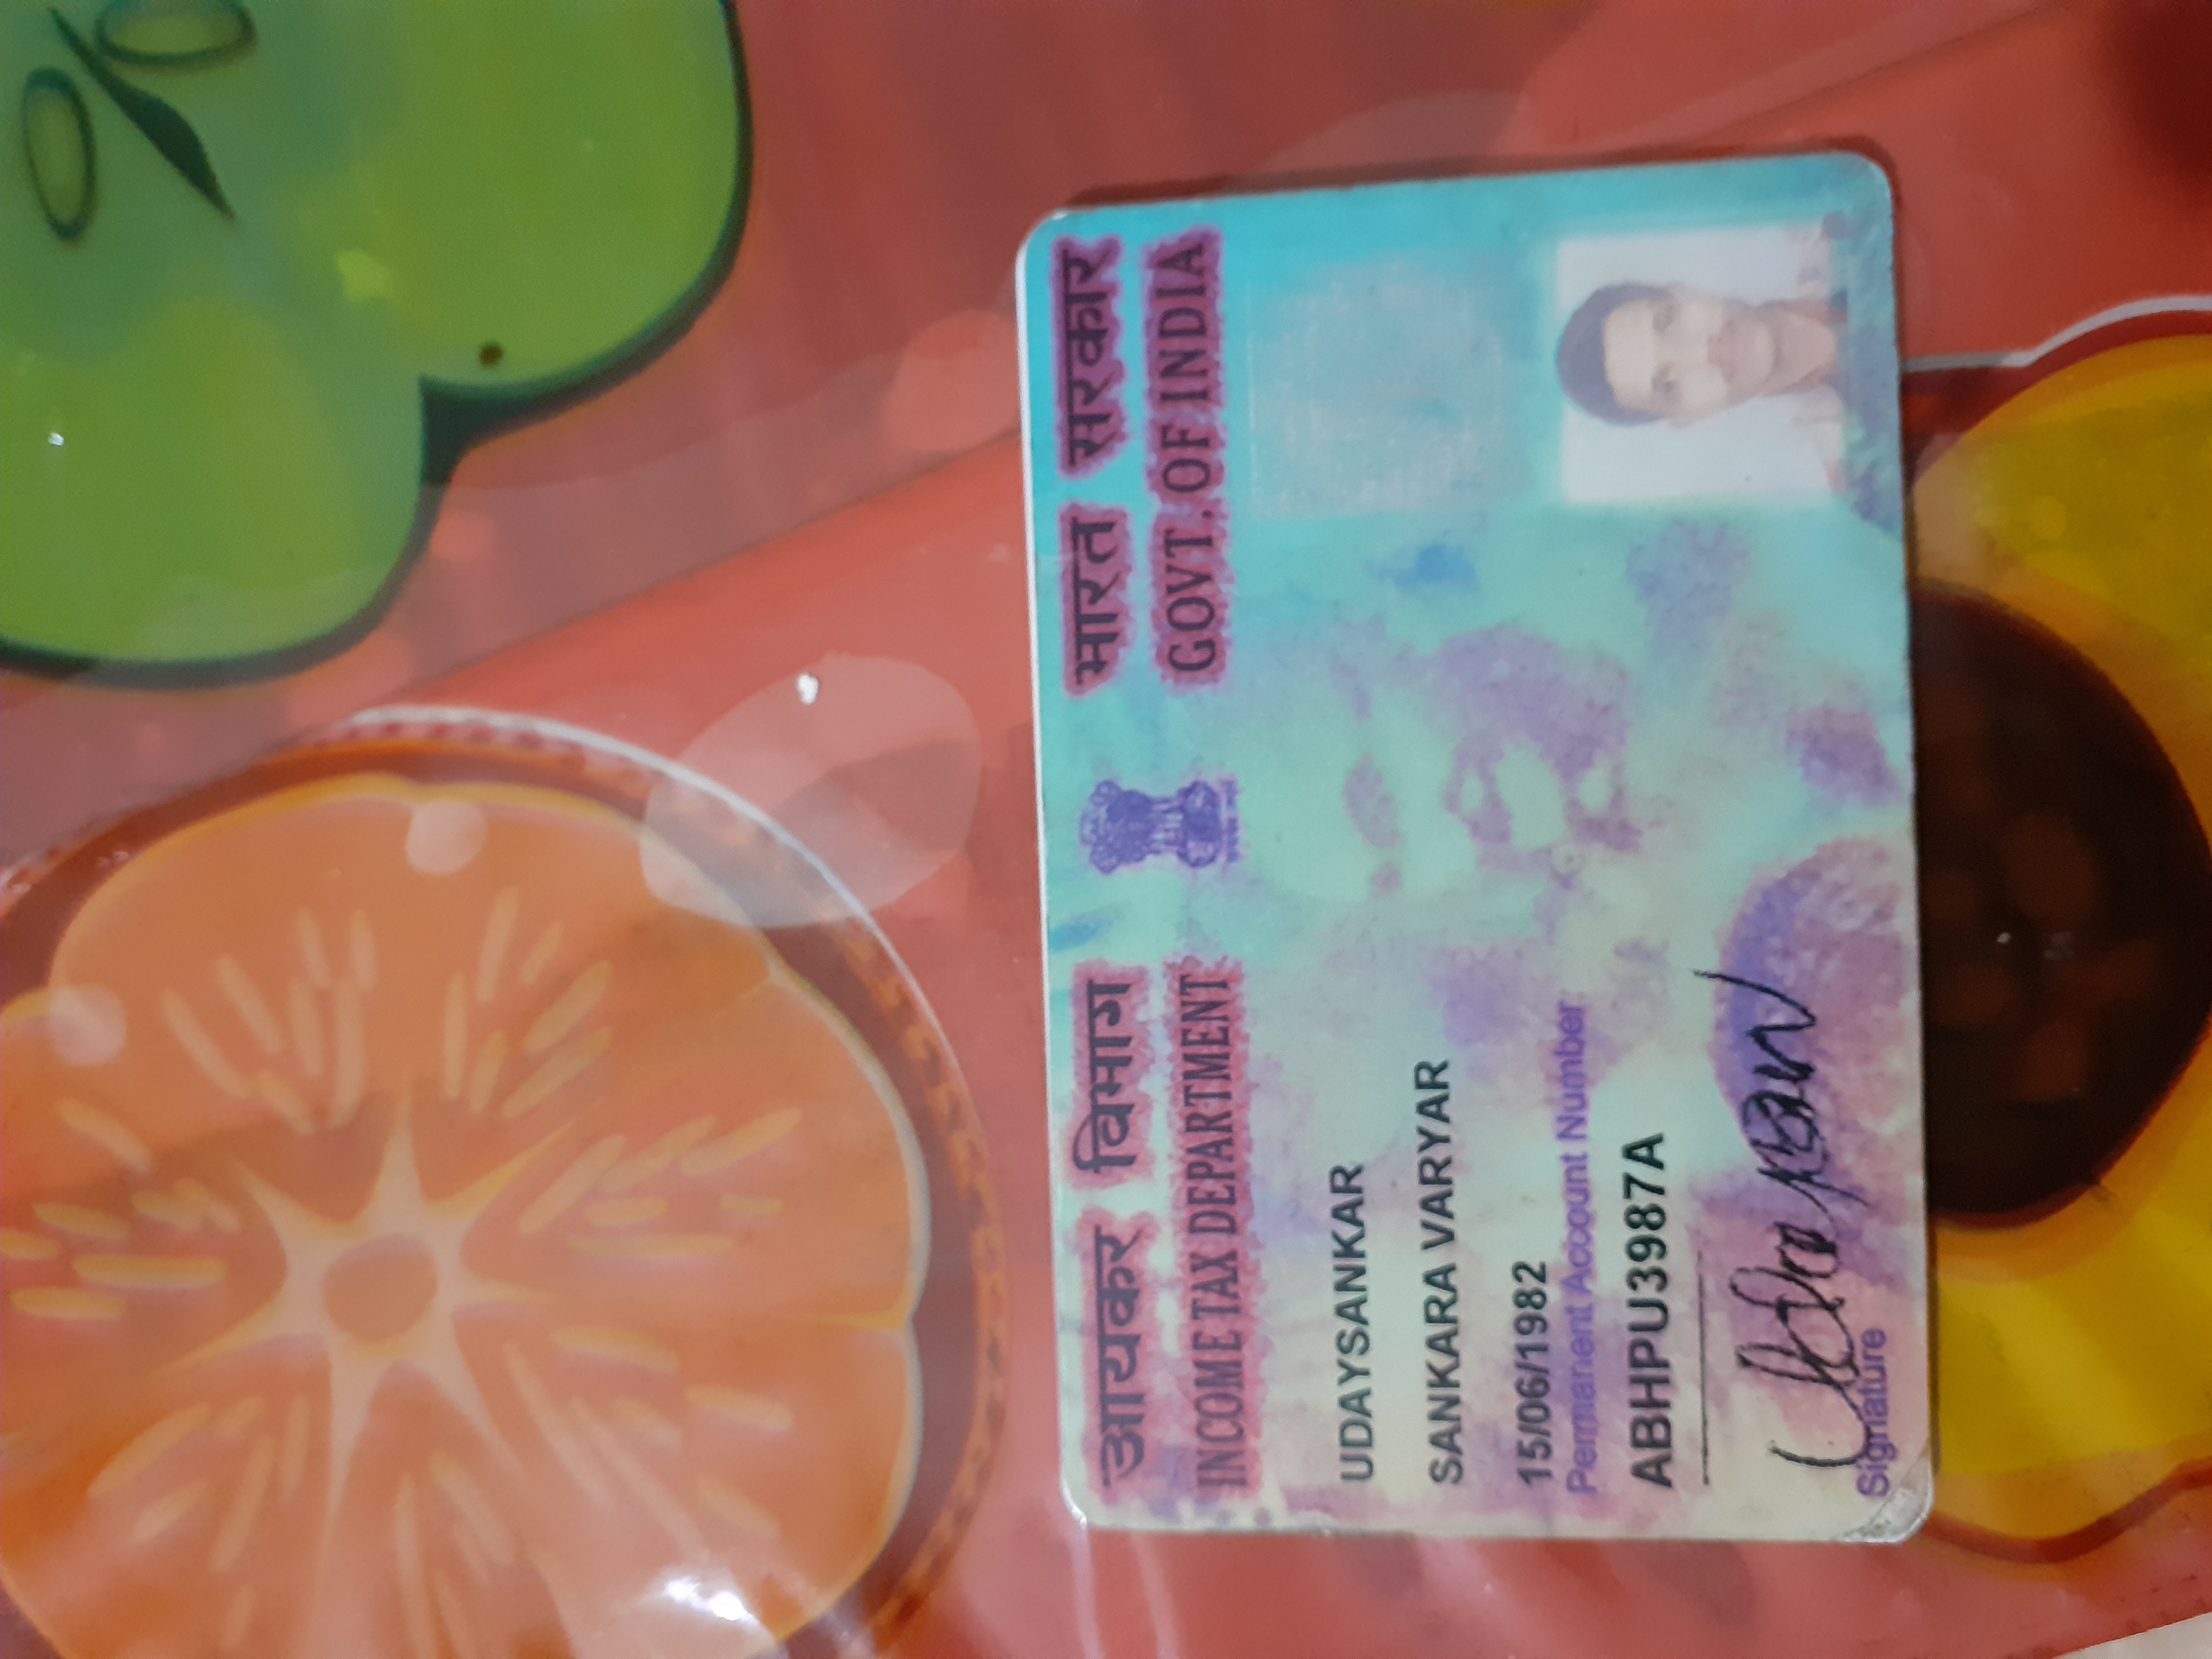 आयकर विभाग
भारत सरकार
INCOME TAX DEPARTMENT
GOVT. OF INDIA
UDAYSANKAR
SANKARA VARYAR
15/06/1982
Permanent Account Number
ABHPU3987A
Signature